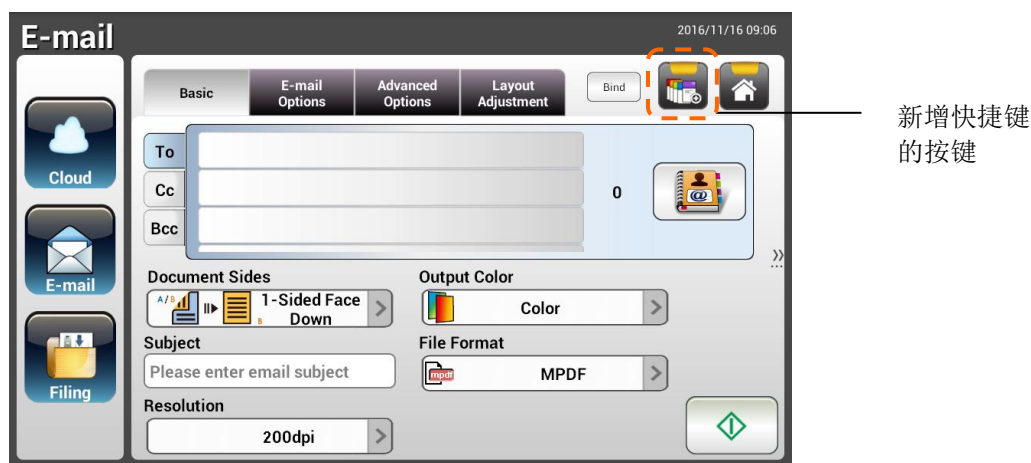 E-mail
2016/11/16 09:06
Basic
E-mail
Options
Advanced
Options
Layout
Adjustment
Bind
新增快捷键
的按键
To
Cc
Bcc
0
@
Cloud
E-mail
Filing
Document Sides
A/B
B
1-Sided Face
Down
Output Color
Color
Subject
Please enter email subject
File Format
mpdf
MPDF
Resolution
200dpi